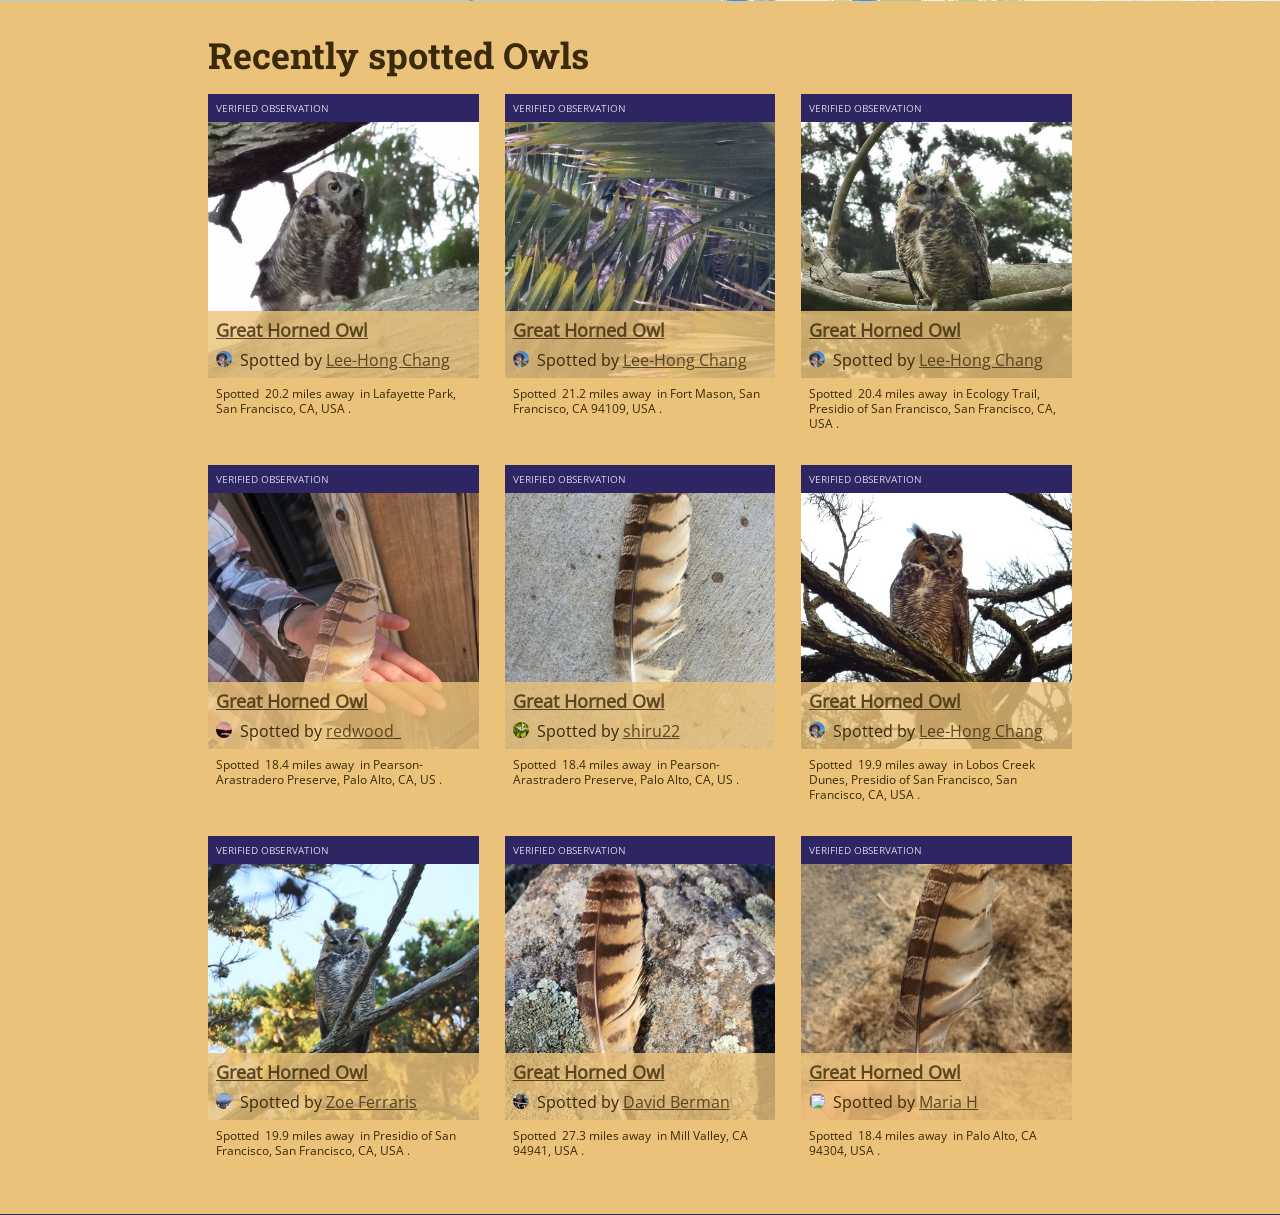 Recently spotted Owls
VERIFIED OBSERVATION
Great Horned Owl
Spotted by Lee-Hong Chang
Spotted 20.2 miles away in Lafayette Park,
San Francisco, CA, USA .
VERIFIED OBSERVATION
Great Horned Owl
Spotted by Lee-Hong Chang
Spotted 21.2 miles away in Fort Mason, San
Francisco, CA 94109, USA .
VERIFIED OBSERVATION
Great Horned Owl
Spotted by Lee-Hong Chang
Spotted 20.4 miles away in Ecology Trail,
Presidio of San Francisco, San Francisco, CA,
USA .
VERIFIED OBSERVATION
Great Horned Owl
Spotted by redwood_
Spotted 18.4 miles away in Pearson-
Arastradero Preserve, Palo Alto, CA, US .
VERIFIED OBSERVATION
Great Horned Owl
Spotted by shiru22
Spotted 18.4 miles away in Pearson-
Arastradero Preserve, Palo Alto, CA, US .
VERIFIED OBSERVATION
Great Horned Owl
Spotted by Lee-Hong Chang
Spotted 19.9 miles away in Lobos Creek
Dunes, Presidio of San Francisco, San
Francisco, CA, USA .
VERIFIED OBSERVATION
Great Horned Owl
Spotted by Zoe Ferraris
Spotted 19.9 miles away in Presidio of San
Francisco, San Francisco, CA, USA .
VERIFIED OBSERVATION
Great Horned Owl
Spotted by David Berman
Spotted 27.3 miles away in Mill Valley, CA
94941, USA .
VERIFIED OBSERVATION
Great Horned Owl
Spotted by Maria H
Spotted 18.4 miles away in Palo Alto, CA
94304, USA .